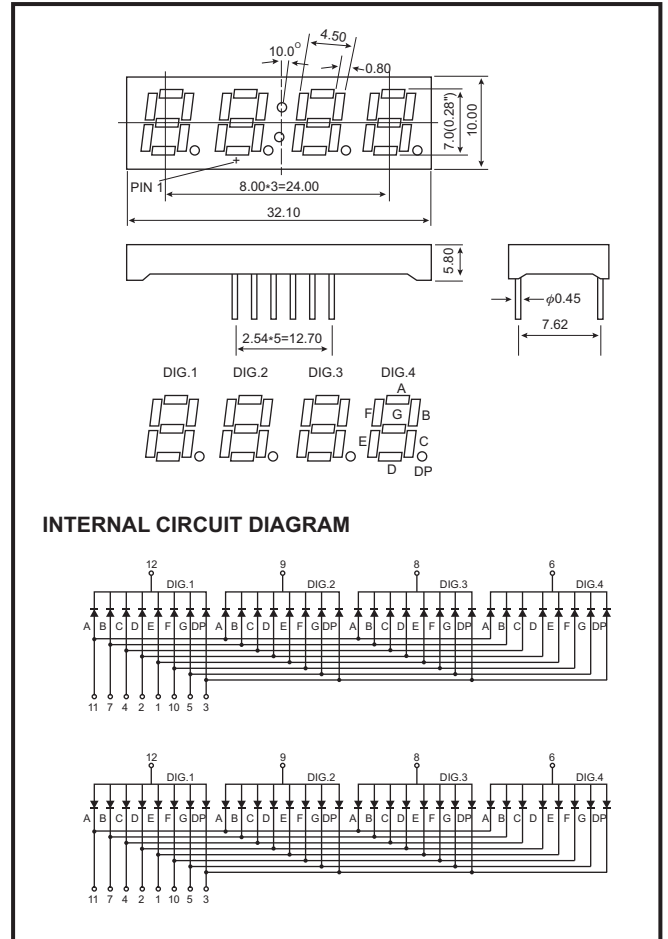 10.0° 4.50
0.80
7.0(0.28")
10.00
PIN 1
8.00*3=24.00
32.10
5.80
ϕ0.45
2.54*5=12.70
7.62
DIG.1 DIG.2 DIG.3 DIG.4
A
F G B
E C
D DP
INTERNAL CIRCUIT DIAGRAM
12 9 8 6
DIG.1 DIG.2 DIG.3 DIG.4
A B C D E F G DP A B C D E F G DP A B C D E F G DP A B C D E F G DP
11 7 4 2 1 10 5 3
12 9 8 6
DIG.1 DIG.2 DIG.3 DIG.4
A B C D E F G DP A B C D E F G DP A B C D E F G DP A B C D E F G DP
11 7 4 2 1 10 5 3